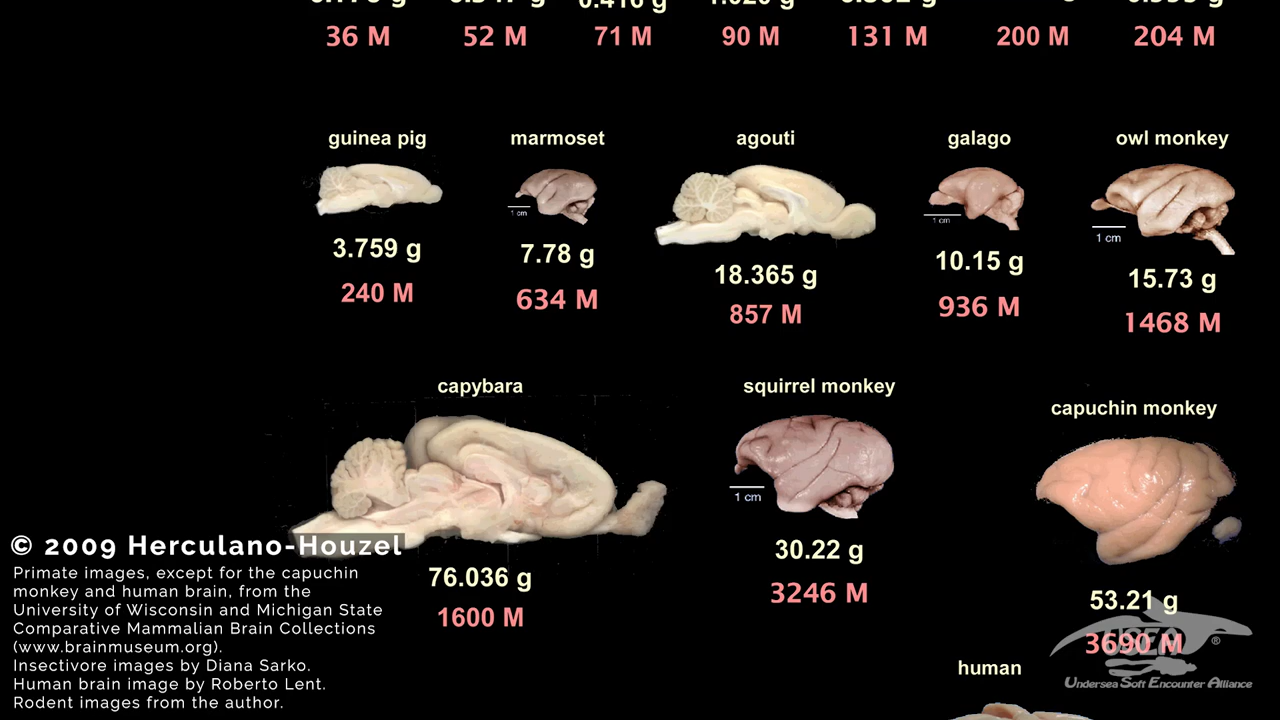 36 M 52 M 71 M 90 M 131 M 200 M 204 M
guinea pig marmoset agouti galago owl monkey
1 cm 1 cm 1 cm
3.759 g 7.78 g 18.365 g 10.15 g 15.73 g
240 M 634 M 857 M 936 M 1468 M
capybara squirrel monkey capuchin monkey
1 cm
76.036 g 30.22 g 53.21 g
1600 M 3246 M 3690 M
human
© 2009 Herculano-Houzel
Primate images, except for the capuchin
monkey and human brain, from the
University of Wisconsin and Michigan State
Comparative Mammalian Brain Collections
(www.brainmuseum.org).
Insectivore images by Diana Sarko.
Human brain image by Roberto Lent.
Rodent images from the author.
USEA ®
Undersea Soft Encounter Alliance